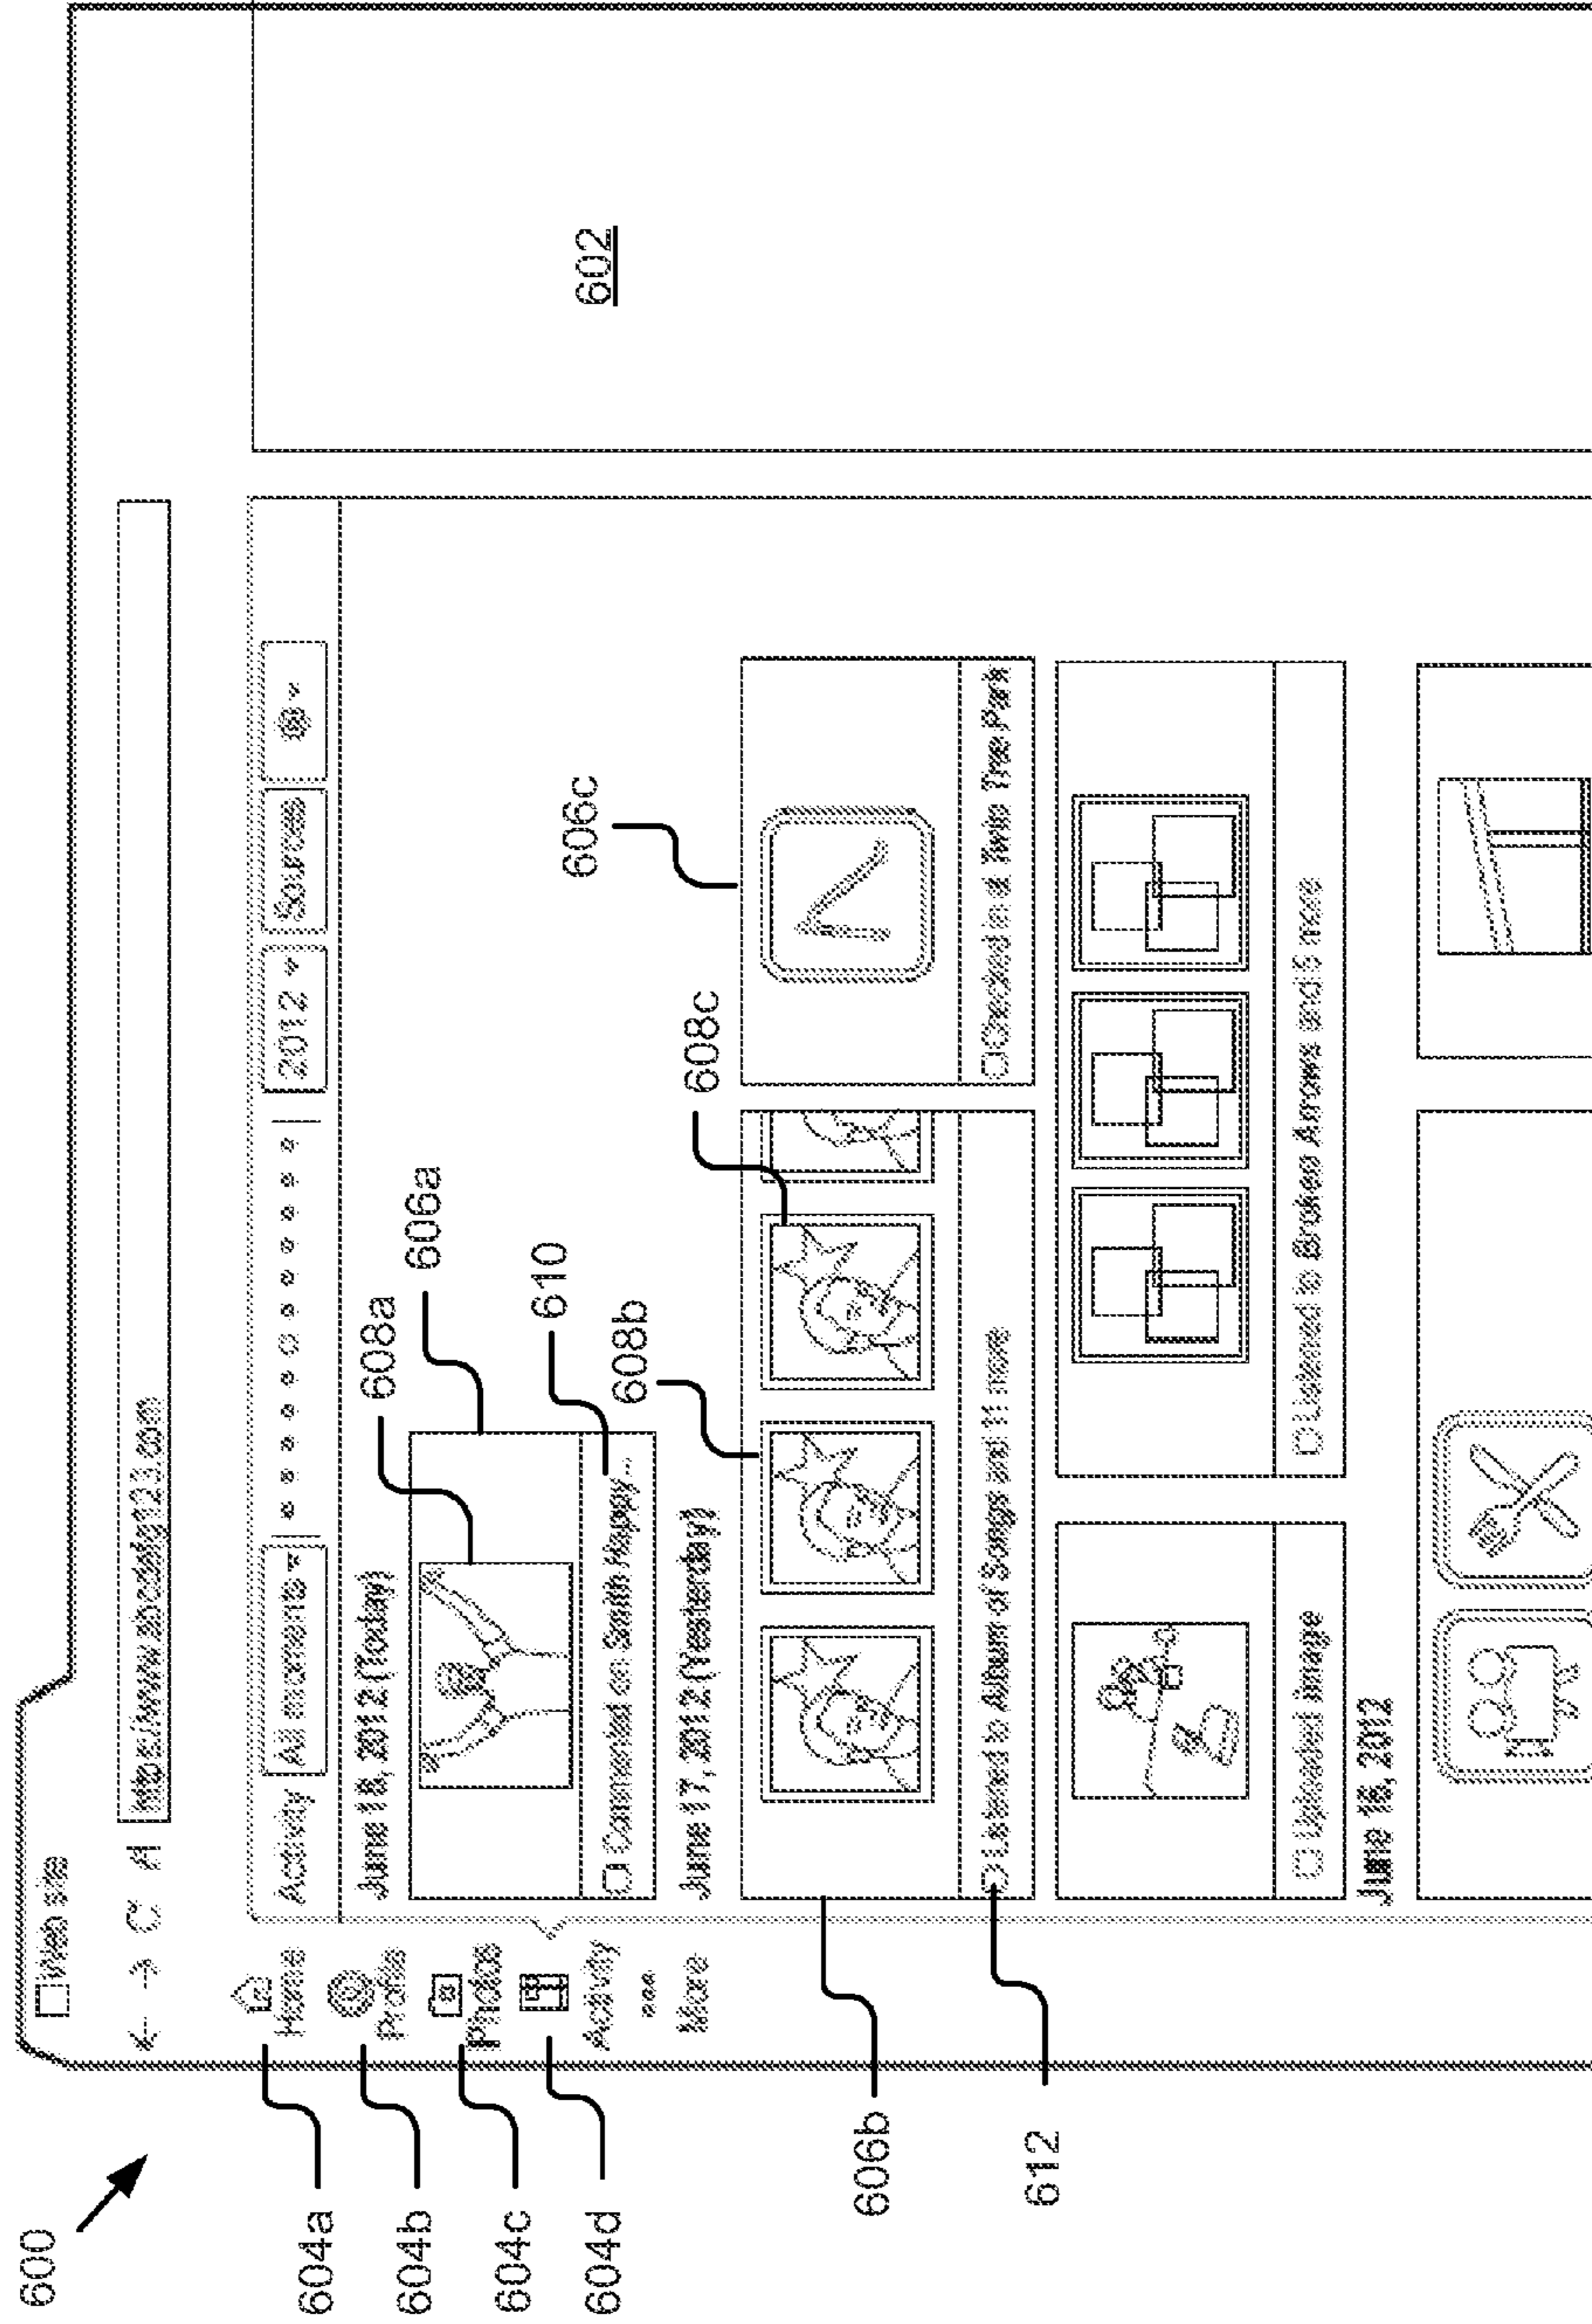 600
Web site
https://www.abcdefg123.com
604a
Home
604b
Profile
604c
Photos
604d
Activity
More
Activity
All moments
2012
Sources
602
June 18, 2012 (Today)
608a
606a
Commented on Smith Happy...
610
June 17, 2012 (Yesterday)
608b
608c
606c
606b
Listened to Album of Songs and 11 more
612
Checked in at Twin Tree Park
Uploaded image
Listened to Broken Arrows and 5 more
June 16, 2012